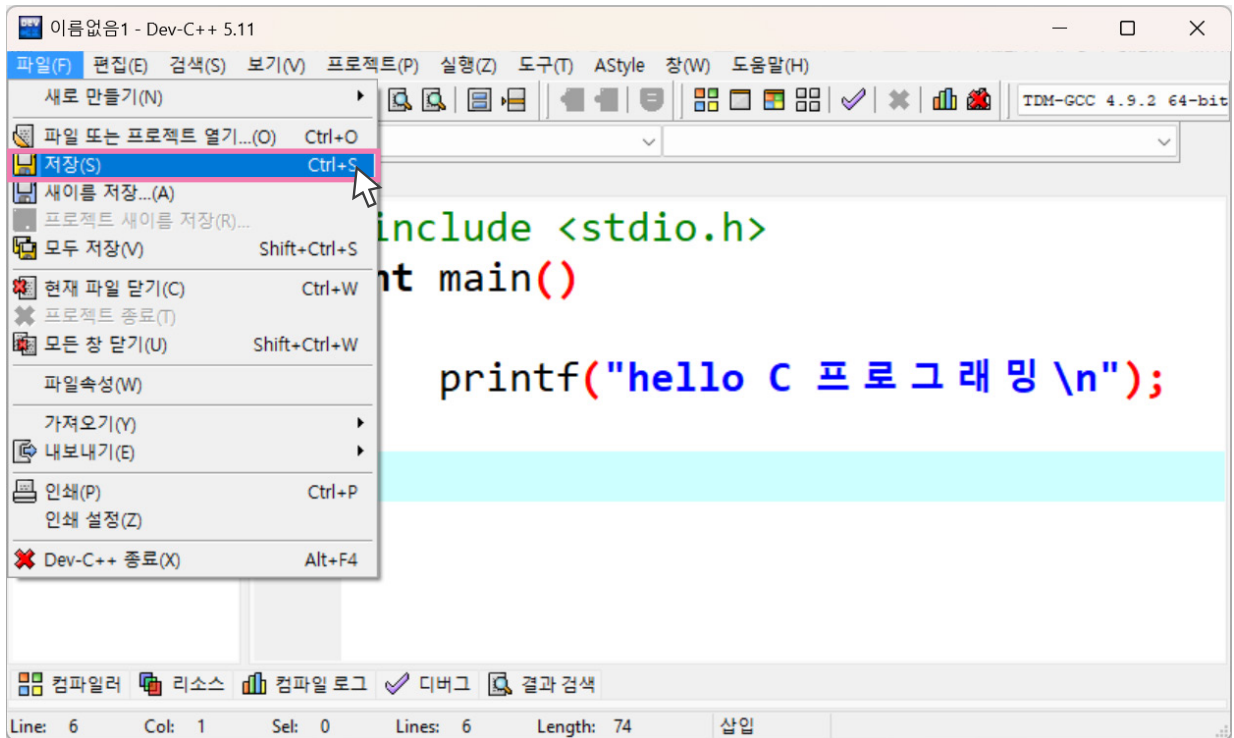 이름없음1 - Dev-C++ 5.11
파일(F) 편집(E) 검색(S) 보기(V) 프로젝트(P) 실행(Z) 도구(T) AStyle 창(W) 도움말(H)
새로 만들기(N)
TDM-GCC 4.9.2 64-bit
파일 또는 프로젝트 열기...(O) Ctrl+O
저장(S) Ctrl+S
새이름 저장...(A)
프로젝트 새이름 저장(R)...
모두 저장(V) Shift+Ctrl+S
현재 파일 닫기(C) Ctrl+W
프로젝트 종료(T)
모든 창 닫기(U) Shift+Ctrl+W
파일속성(W)
가져오기(Y)
내보내기(E)
인쇄(P) Ctrl+P
인쇄 설정(Z)
Dev-C++ 종료(X) Alt+F4
include <stdio.h>
nt main()
printf("hello C 프로그래밍\n");
컴파일러 리소스 컴파일 로그 디버그 결과 검색
Line: 6 Col: 1 Sel: 0 Lines: 6 Length: 74 삽입